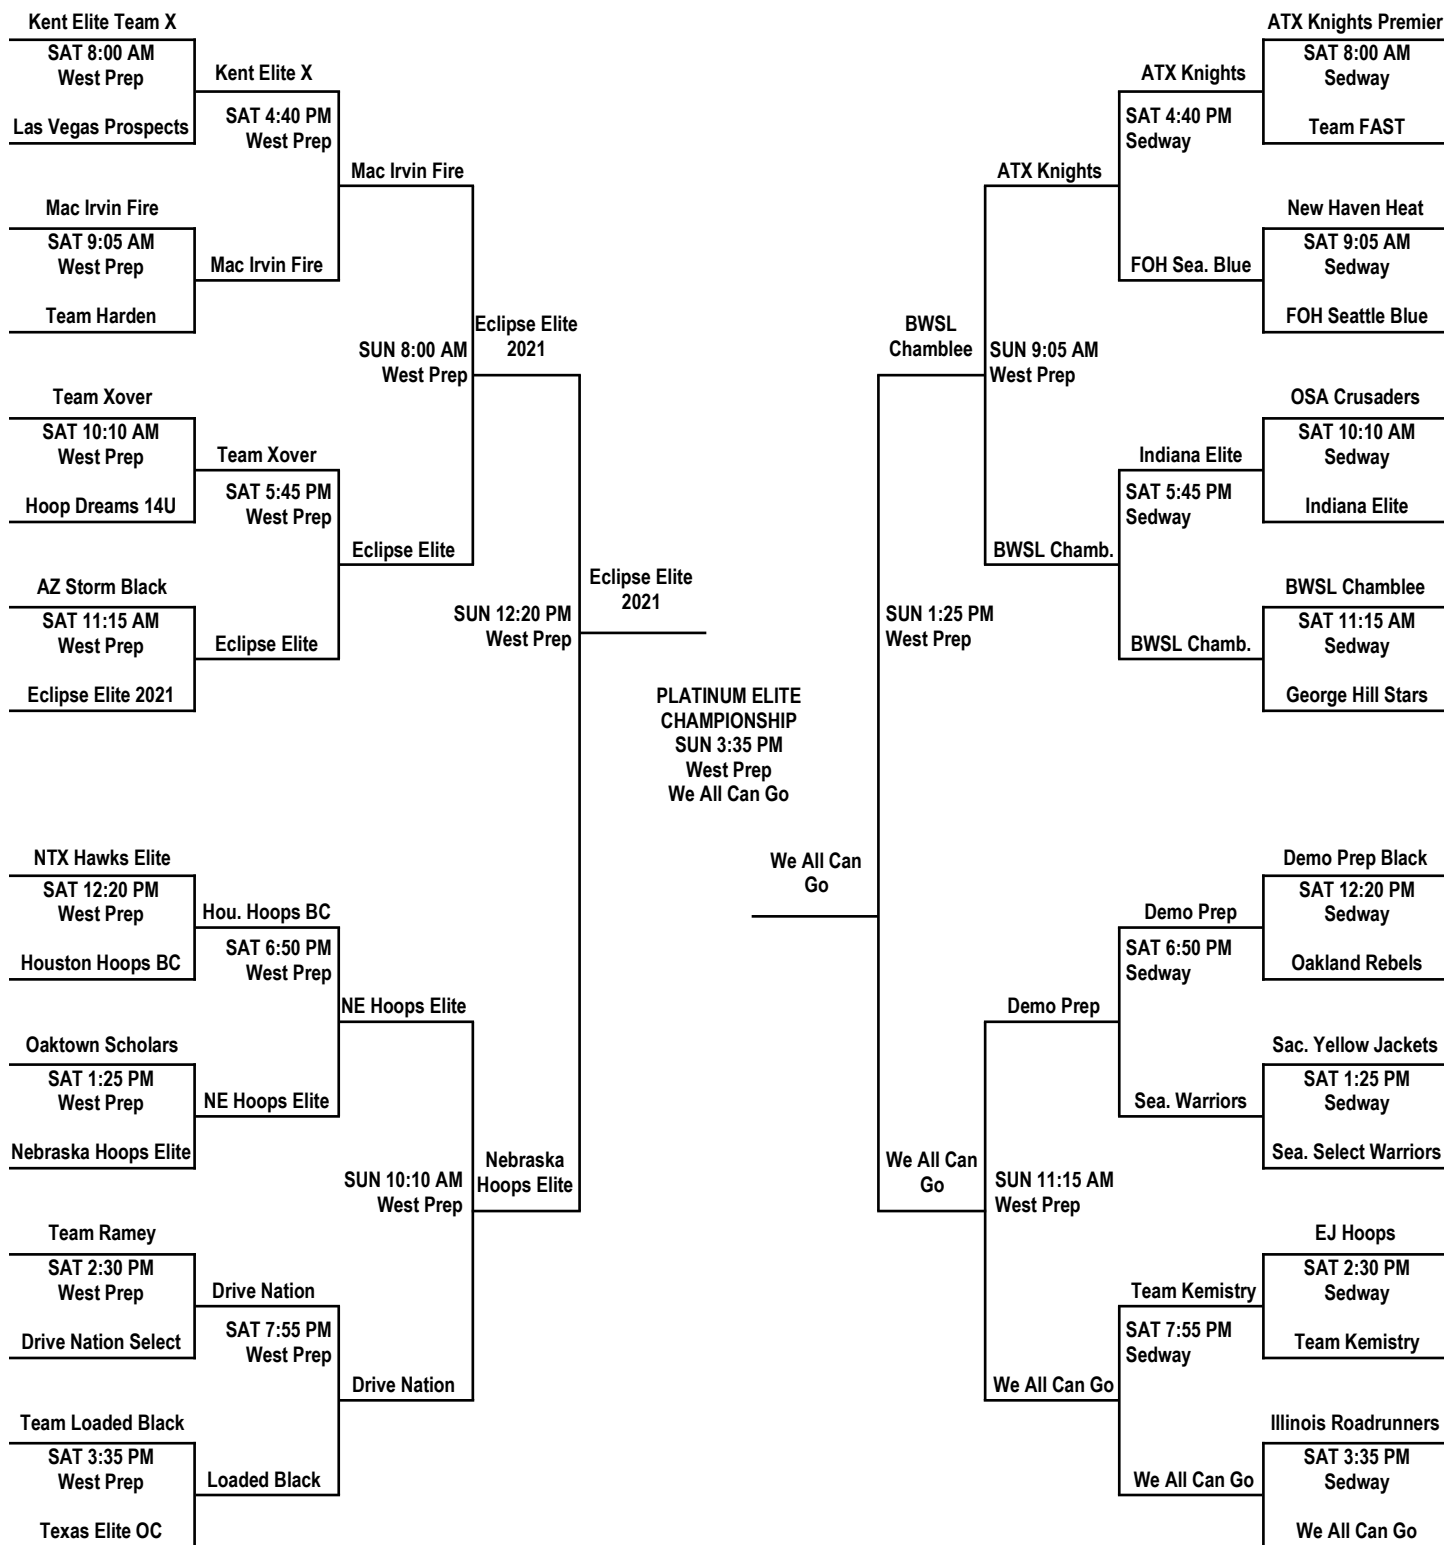 Kent Elite Team X
SAT 8:00 AM
West Prep
Las Vegas Prospects
Mac Irvin Fire
SAT 9:05 AM
West Prep
Team Harden
Team Xover
SAT 10:10 AM
West Prep
Hoop Dreams 14U
AZ Storm Black
SAT 11:15 AM
West Prep
Eclipse Elite 2021
NTX Hawks Elite
SAT 12:20 PM
West Prep
Houston Hoops BC
Oaktown Scholars
SAT 1:25 PM
West Prep
Nebraska Hoops Elite
Team Ramey
SAT 2:30 PM
West Prep
Drive Nation Select
Team Loaded Black
SAT 3:35 PM
West Prep
Texas Elite OC
Kent Elite X
SAT 4:40 PM
West Prep
Mac Irvin Fire
Team Xover
SAT 5:45 PM
West Prep
Eclipse Elite
Hou. Hoops BC
SAT 6:50 PM
West Prep
NE Hoops Elite
Drive Nation
SAT 7:55 PM
West Prep
Loaded Black
Mac Irvin Fire
SUN 8:00 AM
West Prep
Eclipse Elite
NE Hoops Elite
SUN 10:10 AM
West Prep
Drive Nation
Eclipse Elite
2021
SUN 12:20 PM
West Prep
Nebraska
Hoops Elite
Eclipse Elite
2021
PLATINUM ELITE
CHAMPIONSHIP
SUN 3:35 PM
West Prep
We All Can Go
We All Can
Go
BWSL
Chamblee
SUN 1:25 PM
West Prep
We All Can
Go
ATX Knights
SUN 9:05 AM
West Prep
BWSL Chamb.
Demo Prep
SUN 11:15 AM
West Prep
We All Can Go
ATX Knights
SAT 4:40 PM
Sedway
FOH Sea. Blue
Indiana Elite
SAT 5:45 PM
Sedway
BWSL Chamb.
Demo Prep
SAT 6:50 PM
Sedway
Sea. Warriors
Team Kemistry
SAT 7:55 PM
Sedway
We All Can Go
ATX Knights Premier
SAT 8:00 AM
Sedway
Team FAST
New Haven Heat
SAT 9:05 AM
Sedway
FOH Seattle Blue
OSA Crusaders
SAT 10:10 AM
Sedway
Indiana Elite
BWSL Chamblee
SAT 11:15 AM
Sedway
George Hill Stars
Demo Prep Black
SAT 12:20 PM
Sedway
Oakland Rebels
Sac. Yellow Jackets
SAT 1:25 PM
Sedway
Sea. Select Warriors
EJ Hoops
SAT 2:30 PM
Sedway
Team Kemistry
Illinois Roadrunners
SAT 3:35 PM
Sedway
We All Can Go